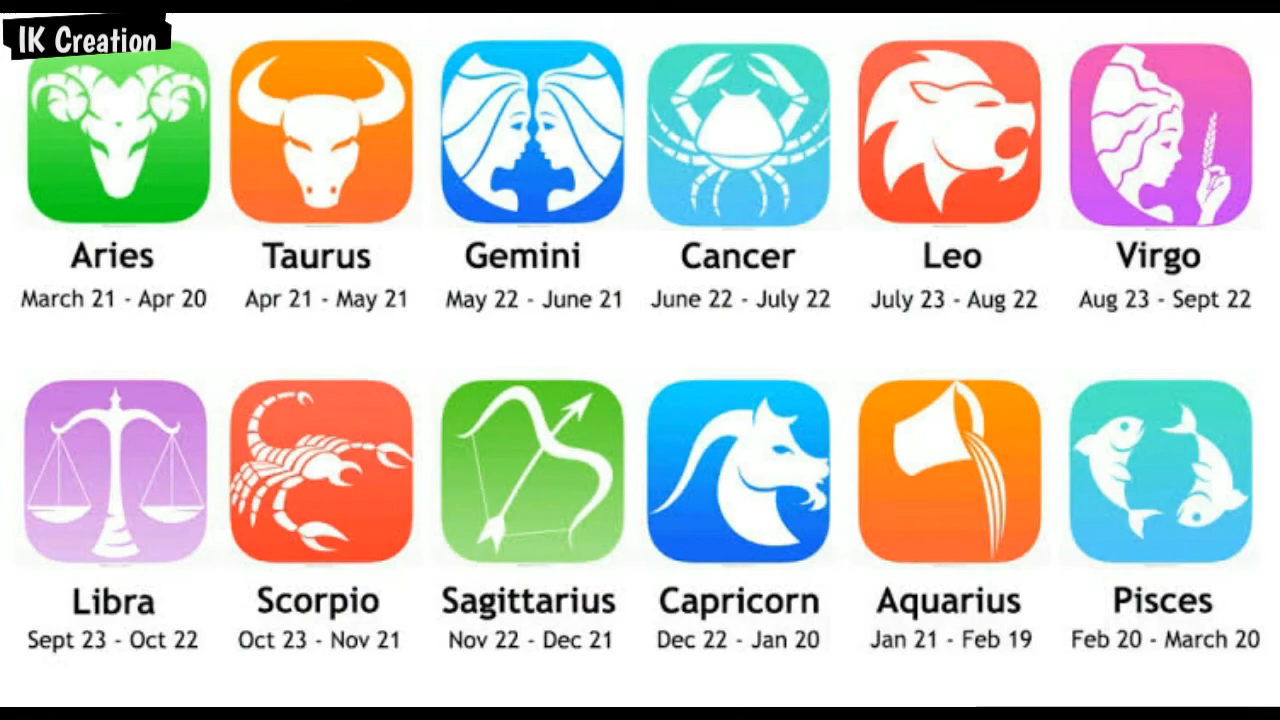 IK Creation
Aries Taurus Gemini Cancer Leo Virgo
March 21 - Apr 20 Apr 21 - May 21 May 22 - June 21 June 22 - July 22 July 23 - Aug 22 Aug 23 - Sept 22
Libra Scorpio Sagittarius Capricorn Aquarius Pisces
Sept 23 - Oct 22 Oct 23 - Nov 21 Nov 22 - Dec 21 Dec 22 - Jan 20 Jan 21 - Feb 19 Feb 20 - March 20